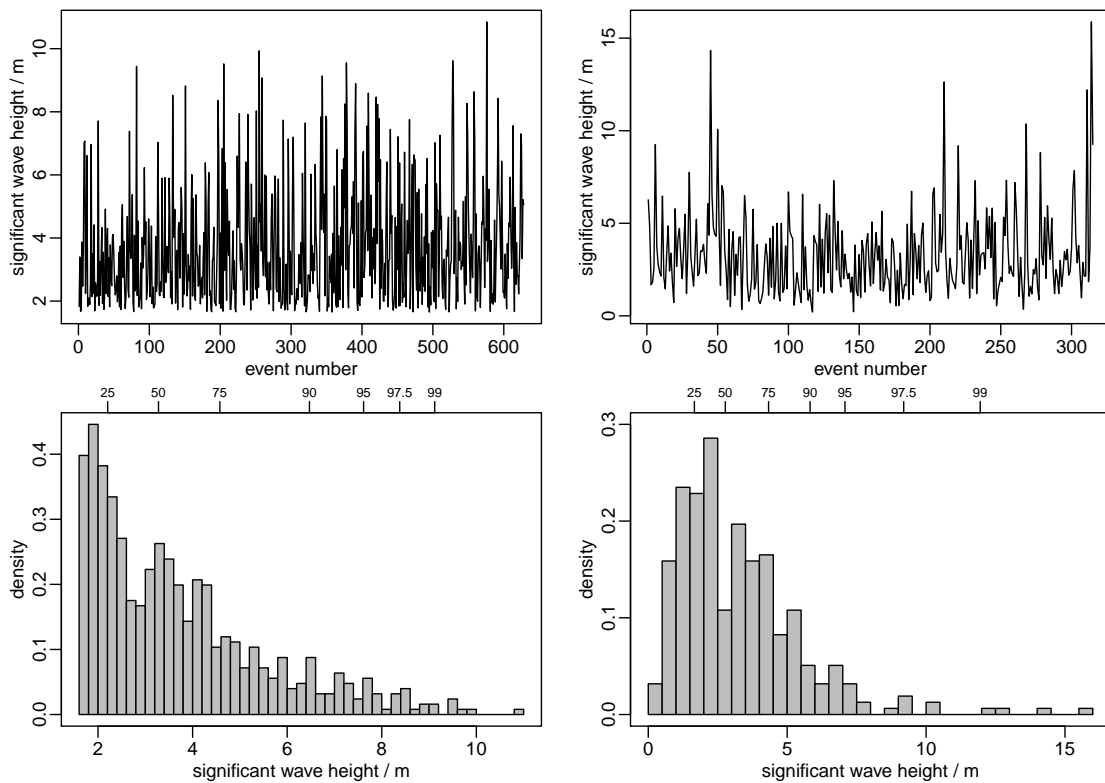 significant wave height / m
2 4 6 8 10
0 100 200 300 400 500 600
event number
significant wave height / m
0 5 10 15
0 50 100 150 200 250 300
event number
25 50 75 90 95 97.5 99
density
0.0 0.1 0.2 0.3 0.4
2 4 6 8 10
significant wave height / m
25 50 75 90 95 97.5 99
density
0.0 0.1 0.2 0.3
0 5 10 15
significant wave height / m